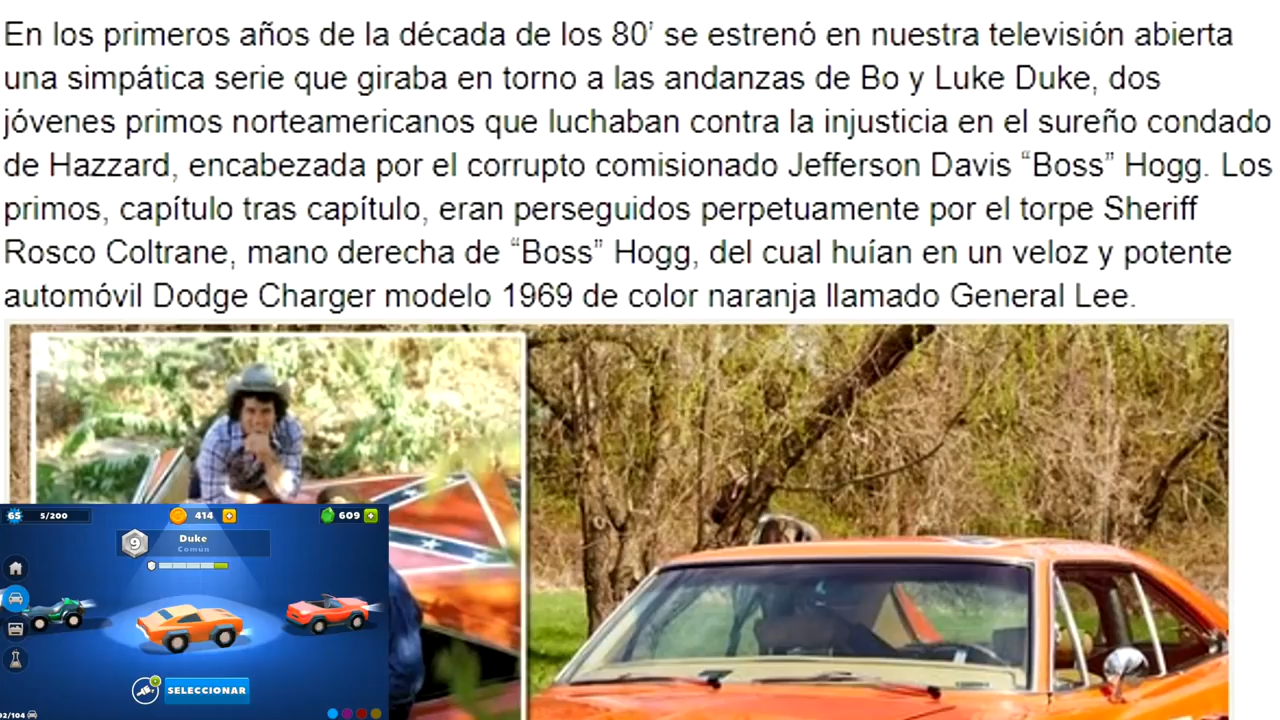 En los primeros años de la década de los 80’ se estrenó en nuestra televisión abierta
una simpática serie que giraba en torno a las andanzas de Bo y Luke Duke, dos
jóvenes primos norteamericanos que luchaban contra la injusticia en el sureño condado
de Hazzard, encabezada por el corrupto comisionado Jefferson Davis “Boss” Hogg. Los
primos, capítulo tras capítulo, eran perseguidos perpetuamente por el torpe Sheriff
Rosco Coltrane, mano derecha de “Boss” Hogg, del cual huían en un veloz y potente
automóvil Dodge Charger modelo 1969 de color naranja llamado General Lee.
65 5/200 414 609
9 Duke
Comun
SELECCIONAR
92/104